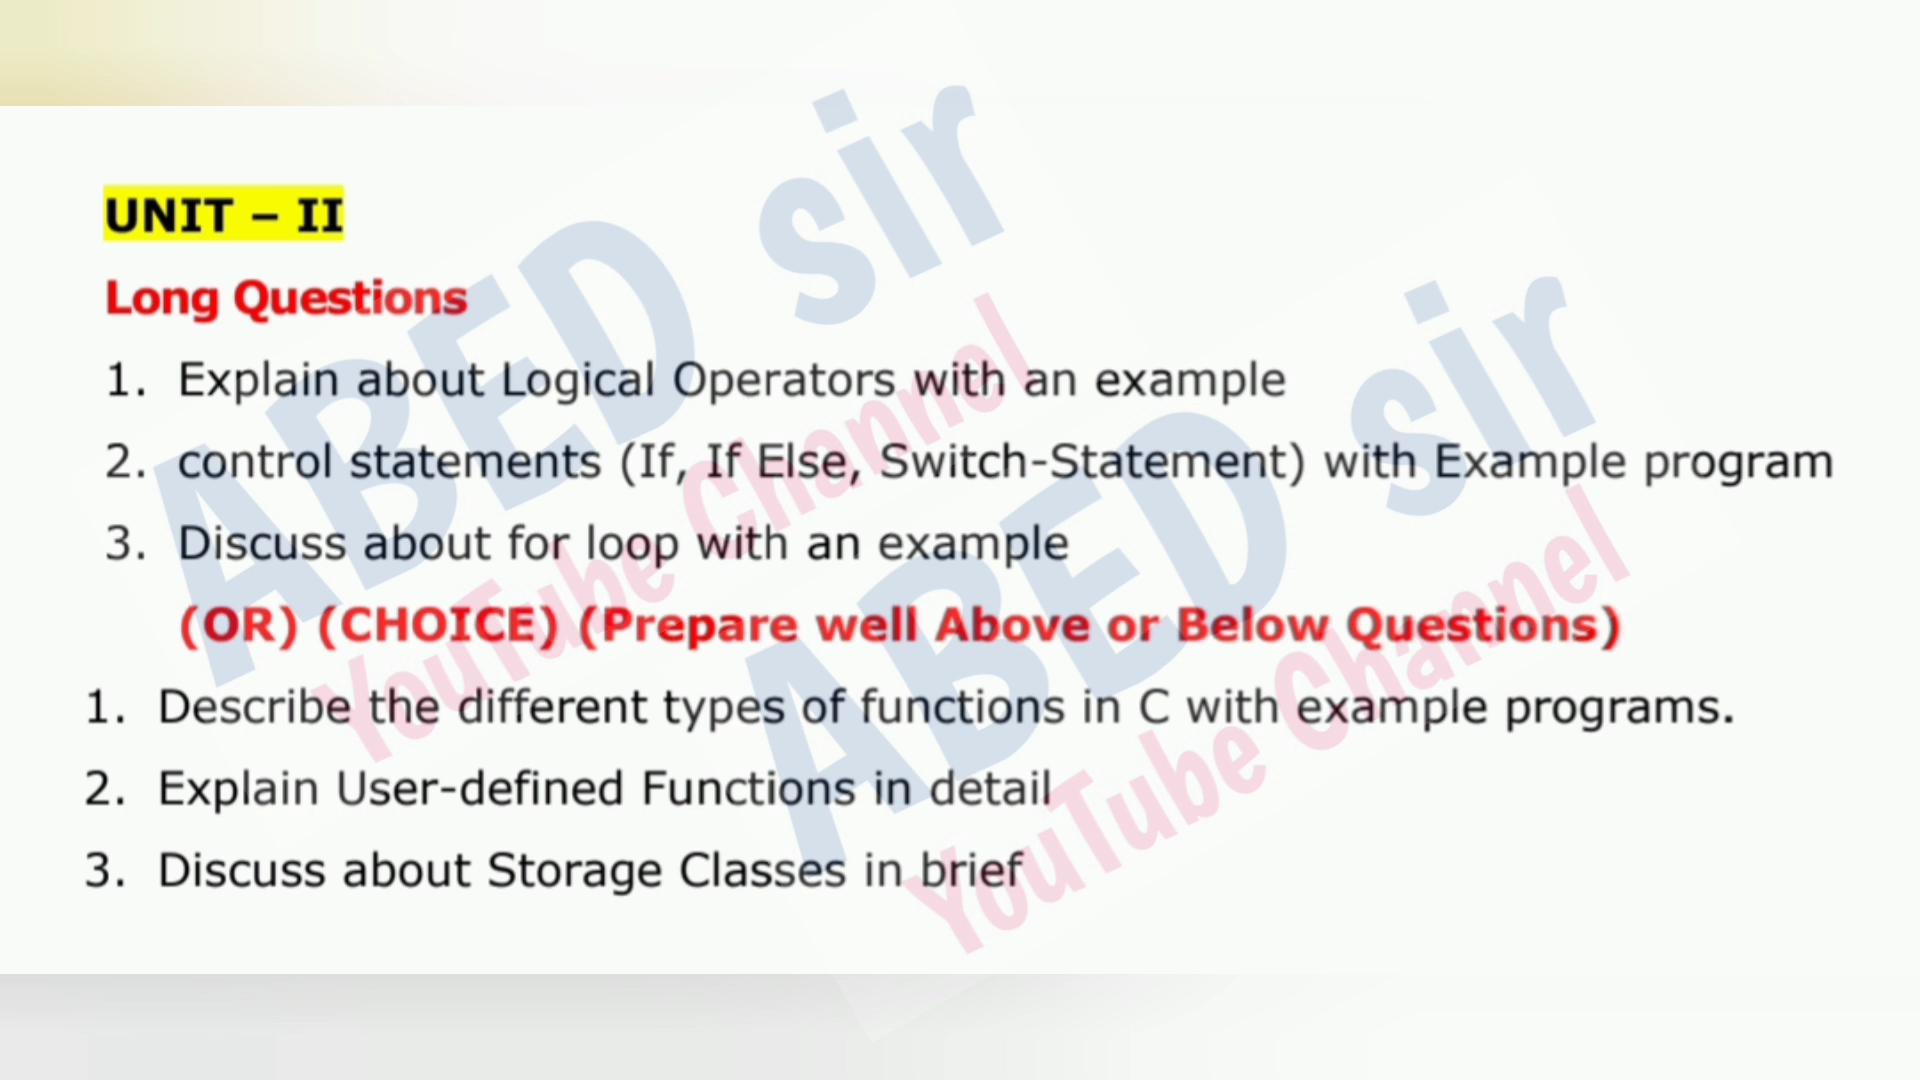 UNIT – II
Long Questions
1. Explain about Logical Operators with an example
2. control statements (If, If Else, Switch-Statement) with Example program
3. Discuss about for loop with an example
(OR) (CHOICE) (Prepare well Above or Below Questions)
1. Describe the different types of functions in C with example programs.
2. Explain User-defined Functions in detail
3. Discuss about Storage Classes in brief
ABED sir
YouTube Channel
ABED sir
YouTube Channel